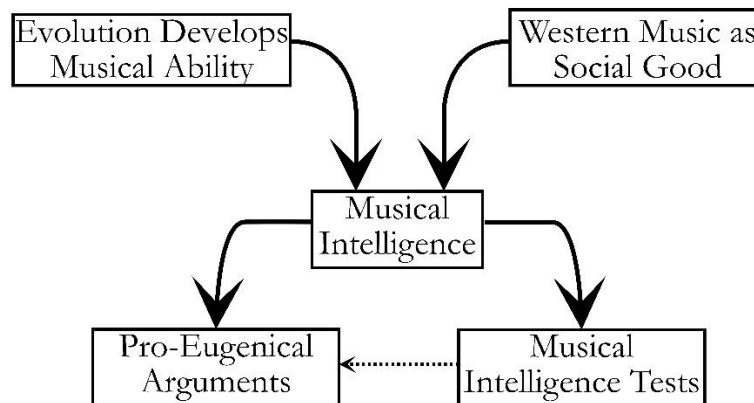 Evolution Develops
Musical Ability
Western Music as
Social Good
Musical
Intelligence
Pro-Eugenical
Arguments
Musical
Intelligence Tests